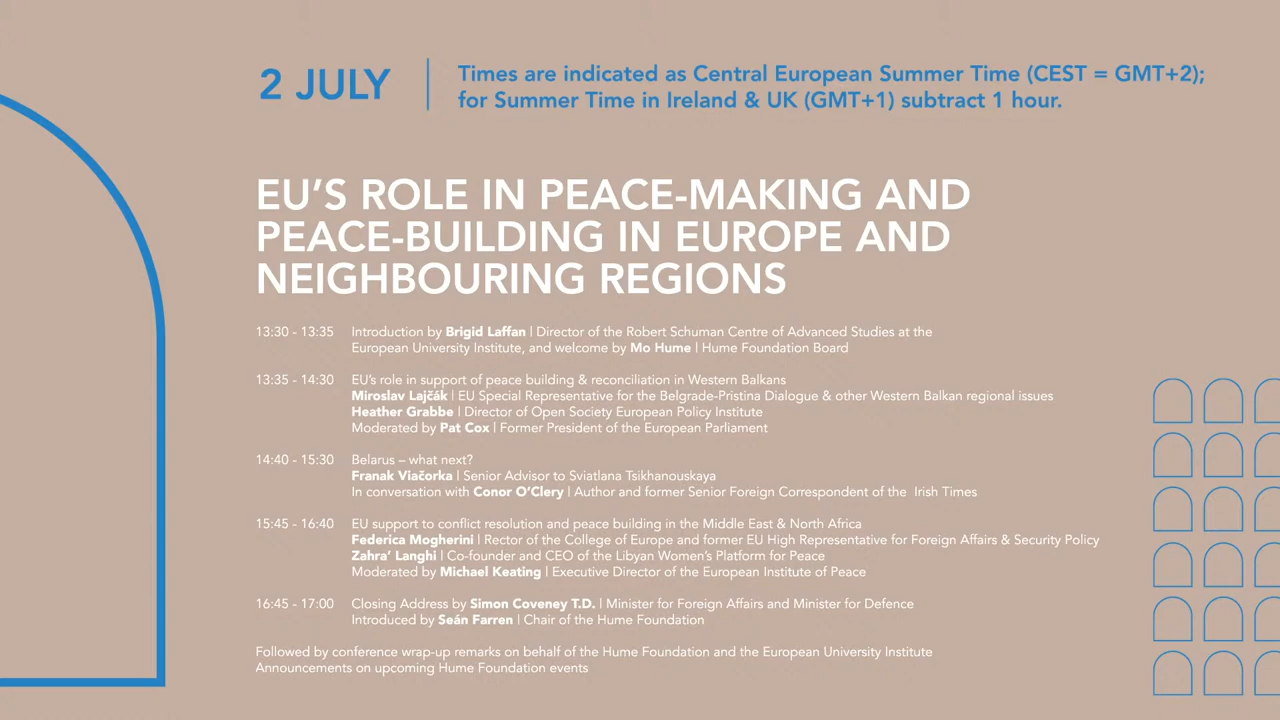 2 JULY
Times are indicated as Central European Summer Time (CEST = GMT+2);
for Summer Time in Ireland & UK (GMT+1) subtract 1 hour.
EU'S ROLE IN PEACE-MAKING AND
PEACE-BUILDING IN EUROPE AND
NEIGHBOURING REGIONS
13:30 - 13:35 Introduction by Brigid Laffan | Director of the Robert Schuman Centre of Advanced Studies at the
European University Institute, and welcome by Mo Hume | Hume Foundation Board
13:35 - 14:30 EU's role in support of peace building & reconciliation in Western Balkans
Miroslav Lajčák | EU Special Representative for the Belgrade-Pristina Dialogue & other Western Balkan regional issues
Heather Grabbe | Director of Open Society European Policy Institute
Moderated by Pat Cox | Former President of the European Parliament
14:40 - 15:30 Belarus – what next?
Franak Viačorka | Senior Advisor to Sviatlana Tsikhanouskaya
In conversation with Conor O'Clery | Author and former Senior Foreign Correspondent of the Irish Times
15:45 - 16:40 EU support to conflict resolution and peace building in the Middle East & North Africa
Federica Mogherini | Rector of the College of Europe and former EU High Representative for Foreign Affairs & Security Policy
Zahra' Langhi | Co-founder and CEO of the Libyan Women's Platform for Peace
Moderated by Michael Keating | Executive Director of the European Institute of Peace
16:45 - 17:00 Closing Address by Simon Coveney T.D. | Minister for Foreign Affairs and Minister for Defence
Introduced by Seán Farren | Chair of the Hume Foundation
Followed by conference wrap-up remarks on behalf of the Hume Foundation and the European University Institute
Announcements on upcoming Hume Foundation events